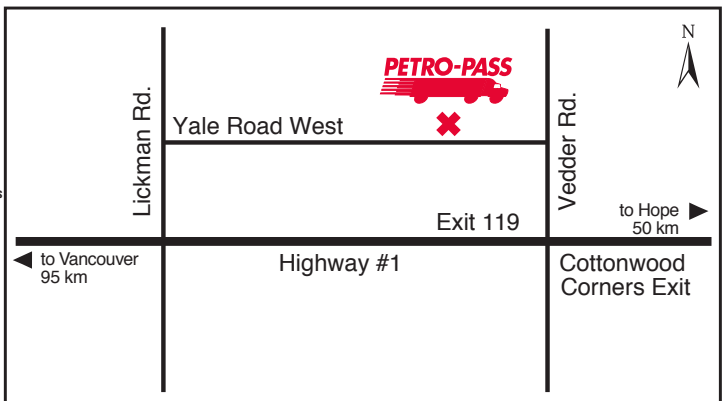 N
PETRO-PASS
Lickman Rd.
Yale Road West
Vedder Rd.
s
to Hope
50 km
Exit 119
to Vancouver
95 km
Highway #1
Cottonwood
Corners Exit